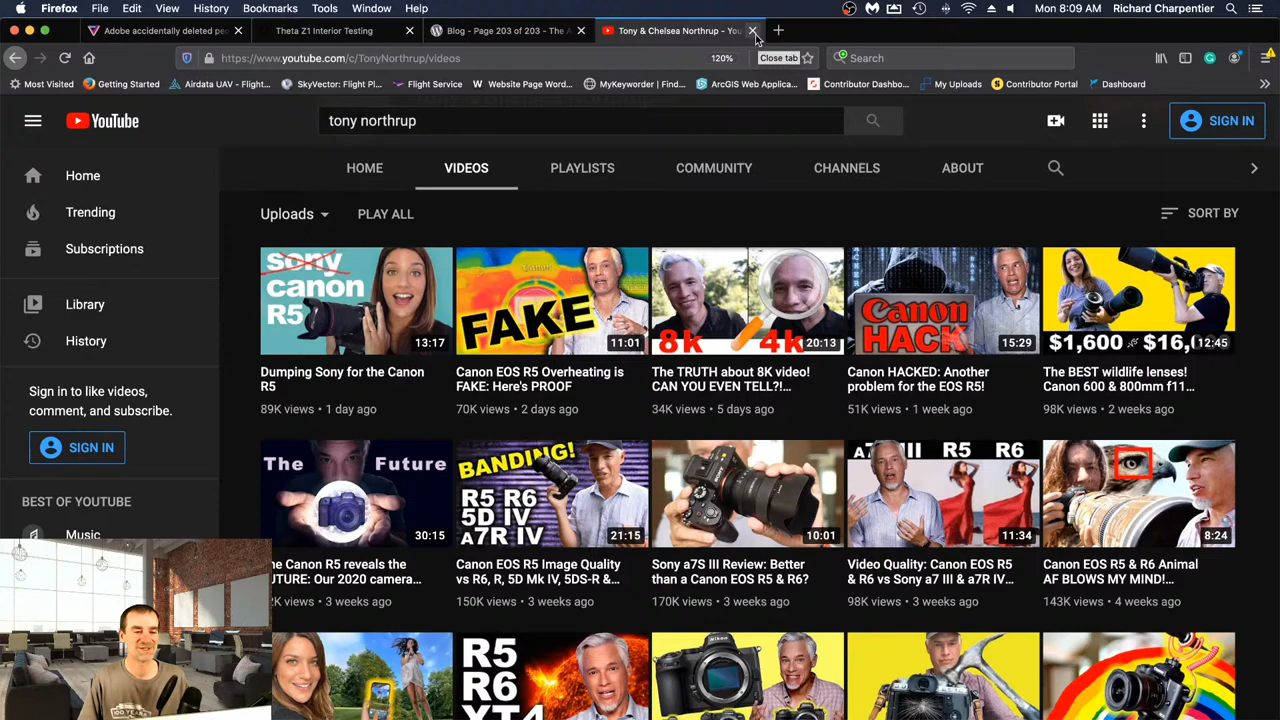 Firefox File Edit View History Bookmarks Tools Window Help Mon 8:09 AM Richard Charpentier
Adobe accidentally deleted pe Theta Z1 Interior Testing Blog - Page 203 of 203 - The A Tony & Chelsea Northrup - You
https://www.youtube.com/c/TonyNorthrup/videos 120% Close tab Search
Most Visited Getting Started Airdata UAV - Flight... SkyVector: Flight Pl... Flight Service Website Page Word... MyKeyworder | Find... ArcGIS Web Applica... Contributor Dashbo... My Uploads Contributor Portal Dashboard
YouTube tony northrup SIGN IN
HOME VIDEOS PLAYLISTS COMMUNITY CHANNELS ABOUT
Home
Trending
Subscriptions
Library
History
Sign in to like videos,
comment, and subscribe.
SIGN IN
BEST OF YOUTUBE
Music
Uploads PLAY ALL SORT BY
sony
canon
R5
13:17
Dumping Sony for the Canon
R5
89K views • 1 day ago
FAKE
11:01
Canon EOS R5 Overheating is
FAKE: Here's PROOF
70K views • 2 days ago
8k 4k
20:13
The TRUTH about 8K video!
CAN YOU EVEN TELL?!...
34K views • 5 days ago
Canon
HACK
15:29
Canon HACKED: Another
problem for the EOS R5!
51K views • 1 week ago
$1,600 $16,
12:45
The BEST wildlife lenses!
Canon 600 & 800mm f11...
98K views • 2 weeks ago
The Future
30:15
The Canon R5 reveals the
FUTURE: Our 2020 camera...
3 weeks ago
BANDING!
R5 R6
5D IV
A7R IV
21:15
Canon EOS R5 Image Quality
vs R6, R, 5D Mk IV, 5DS-R &...
150K views • 3 weeks ago
10:01
Sony a7S III Review: Better
than a Canon EOS R5 & R6?
170K views • 3 weeks ago
A7 III R5 R6
11:34
Video Quality: Canon EOS R5
& R6 vs Sony a7 III & a7R IV...
98K views • 3 weeks ago
8:24
Canon EOS R5 & R6 Animal
AF BLOWS MY MIND!...
143K views • 4 weeks ago
R5
R6
XT4
100 YEARS